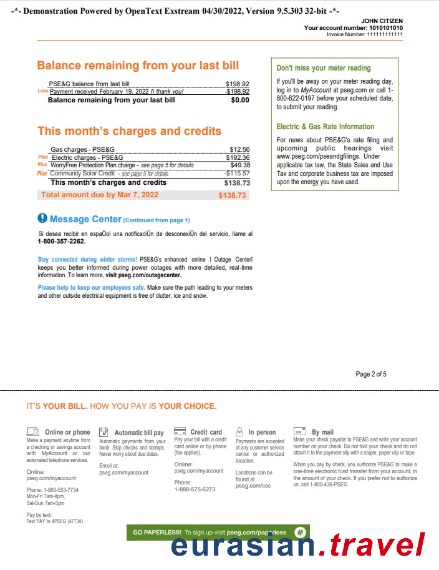 -*- Demonstration Powered by OpenText Exstream 04/30/2022, Version 9.5.303 32-bit -*-
JOHN CITIZEN
Your account number: 1010101010
Invoice Number: 111111111111
Balance remaining from your last bill
PSE&G balance from last bill $198.92
Less Payment received February 19, 2022 thank you! -$198.92
Balance remaining from your last bill $0.00
This month's charges and credits
Gas charges - PSE&G $12.56
Plus Electric charges - PSE&G $192.36
Plus WorryFree Protection Plan charge - see page 5 for details $49.38
Plus Community Solar Credit - see page 5 for details -$115.57
This month's charges and credits $138.73
Total amount due by Mar 7, 2022 $138.73
Message Center (Continued from page 1)
Si desea recibir en espaÒol una notificaciÛn de desconexiÛn del servicio, llame al
1-800-357-2262.
Stay connected during winter storms! PSE&G's enhanced online Outage Center
keeps you better informed during power outages with more detailed, real-time
information. To learn more, visit pseg.com/outagecenter.
Please help to keep our employees safe. Make sure the path leading to your meters
and other outside electrical equipment is free of clutter, ice and snow.
Don't miss your meter reading
If you'll be away on your meter reading day,
log in to MyAccount at pseg.com or call 1-
800-622-0197 before your scheduled date,
to submit your reading.
Electric & Gas Rate Information
For news about PSE&G's rate filing and
upcoming public hearings visit
www.pseg.com/pseandgfilings. Under
applicable tax law, the State Sales and Use
Tax and corporate business tax are imposed
upon the energy you have used.
Page 2 of 5
IT'S YOUR BILL. HOW YOU PAY IS YOUR CHOICE.
Online or phone
Make a payment anytime from
a checking or savings account
with MyAccount or our
automated telephone services.
Online:
pseg.com/myaccount
Phone: 1-800-553-7734
Mon-Fri: 7am-8pm,
Sat-Sun: 7am-5pm
Pay by text:
Text PAY to 4PSEG (47734)
Automatic bill pay
Automatic payments from your
bank. Skip checks and stamps.
Never worry about due dates.
Enroll at:
pseg.com/myaccount
Credit card
Pay your bill with a credit
card online or by phone
(fee applies).
Online:
pseg.com/myaccount
Phone:
1-888-575-6273
In person
Payments are accepted
at any customer service
center or authorized
location.
Locations can be
found at
pseg.com/csc
By mail
Make your check payable to PSE&G and write your account
number on your check. Do not fold your check and do not
attach it to the payment slip with a staple, paper clip or tape.
When you pay by check, you authorize PSE&G to make a
one-time electronic fund transfer from your account, in
the amount of your check. If you prefer not to authorize
us, call 1-800-436-PSEG.
GO PAPERLESS! To sign up visit pseg.com/paperless
eurasian.travel